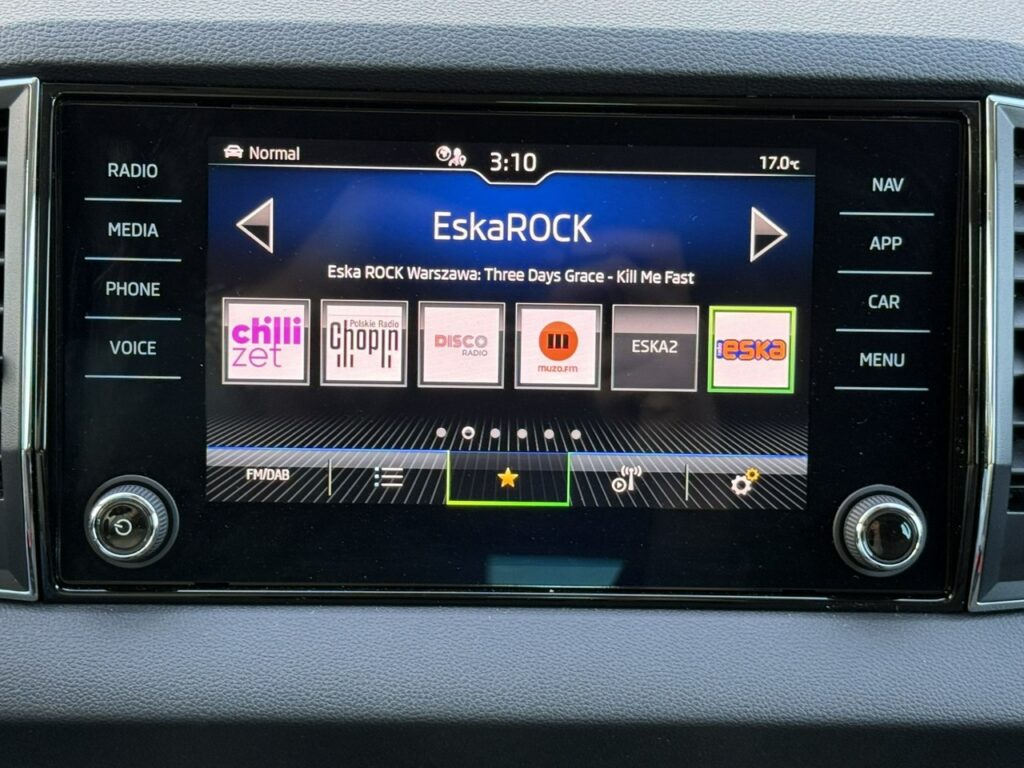 RADIO
MEDIA
PHONE
VOICE
Normal
3:10
17.0°C
EskaROCK
Eska ROCK Warszawa: Three Days Grace - Kill Me Fast
chilli
zet
Polskie Radio
Chopin
DISCO
RADIO
muzo.fm
ESKA2
eska
FM/DAB
NAV
APP
CAR
MENU